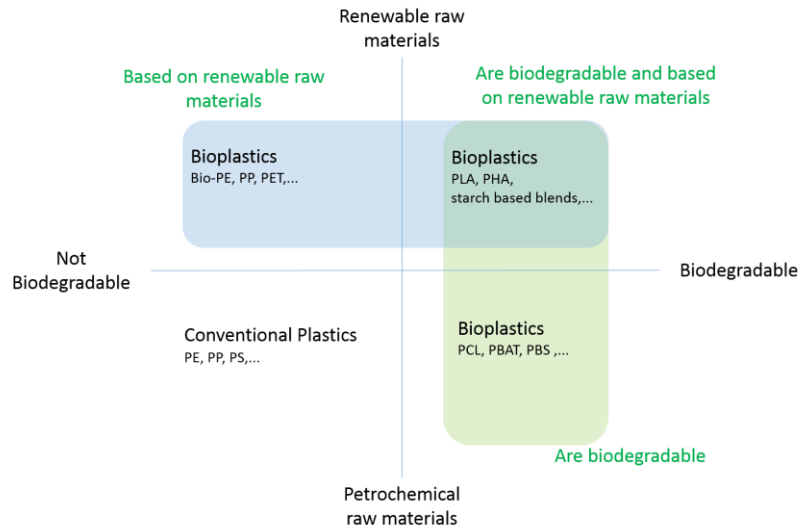 Renewable raw
materials
Based on renewable raw
materials
Are biodegradable and based
on renewable raw materials
Bioplastics
Bio-PE, PP, PET,...
Bioplastics
PLA, PHA,
starch based blends,...
Not
Biodegradable
Biodegradable
Conventional Plastics
PE, PP, PS,...
Bioplastics
PCL, PBAT, PBS ,...
Are biodegradable
Petrochemical
raw materials